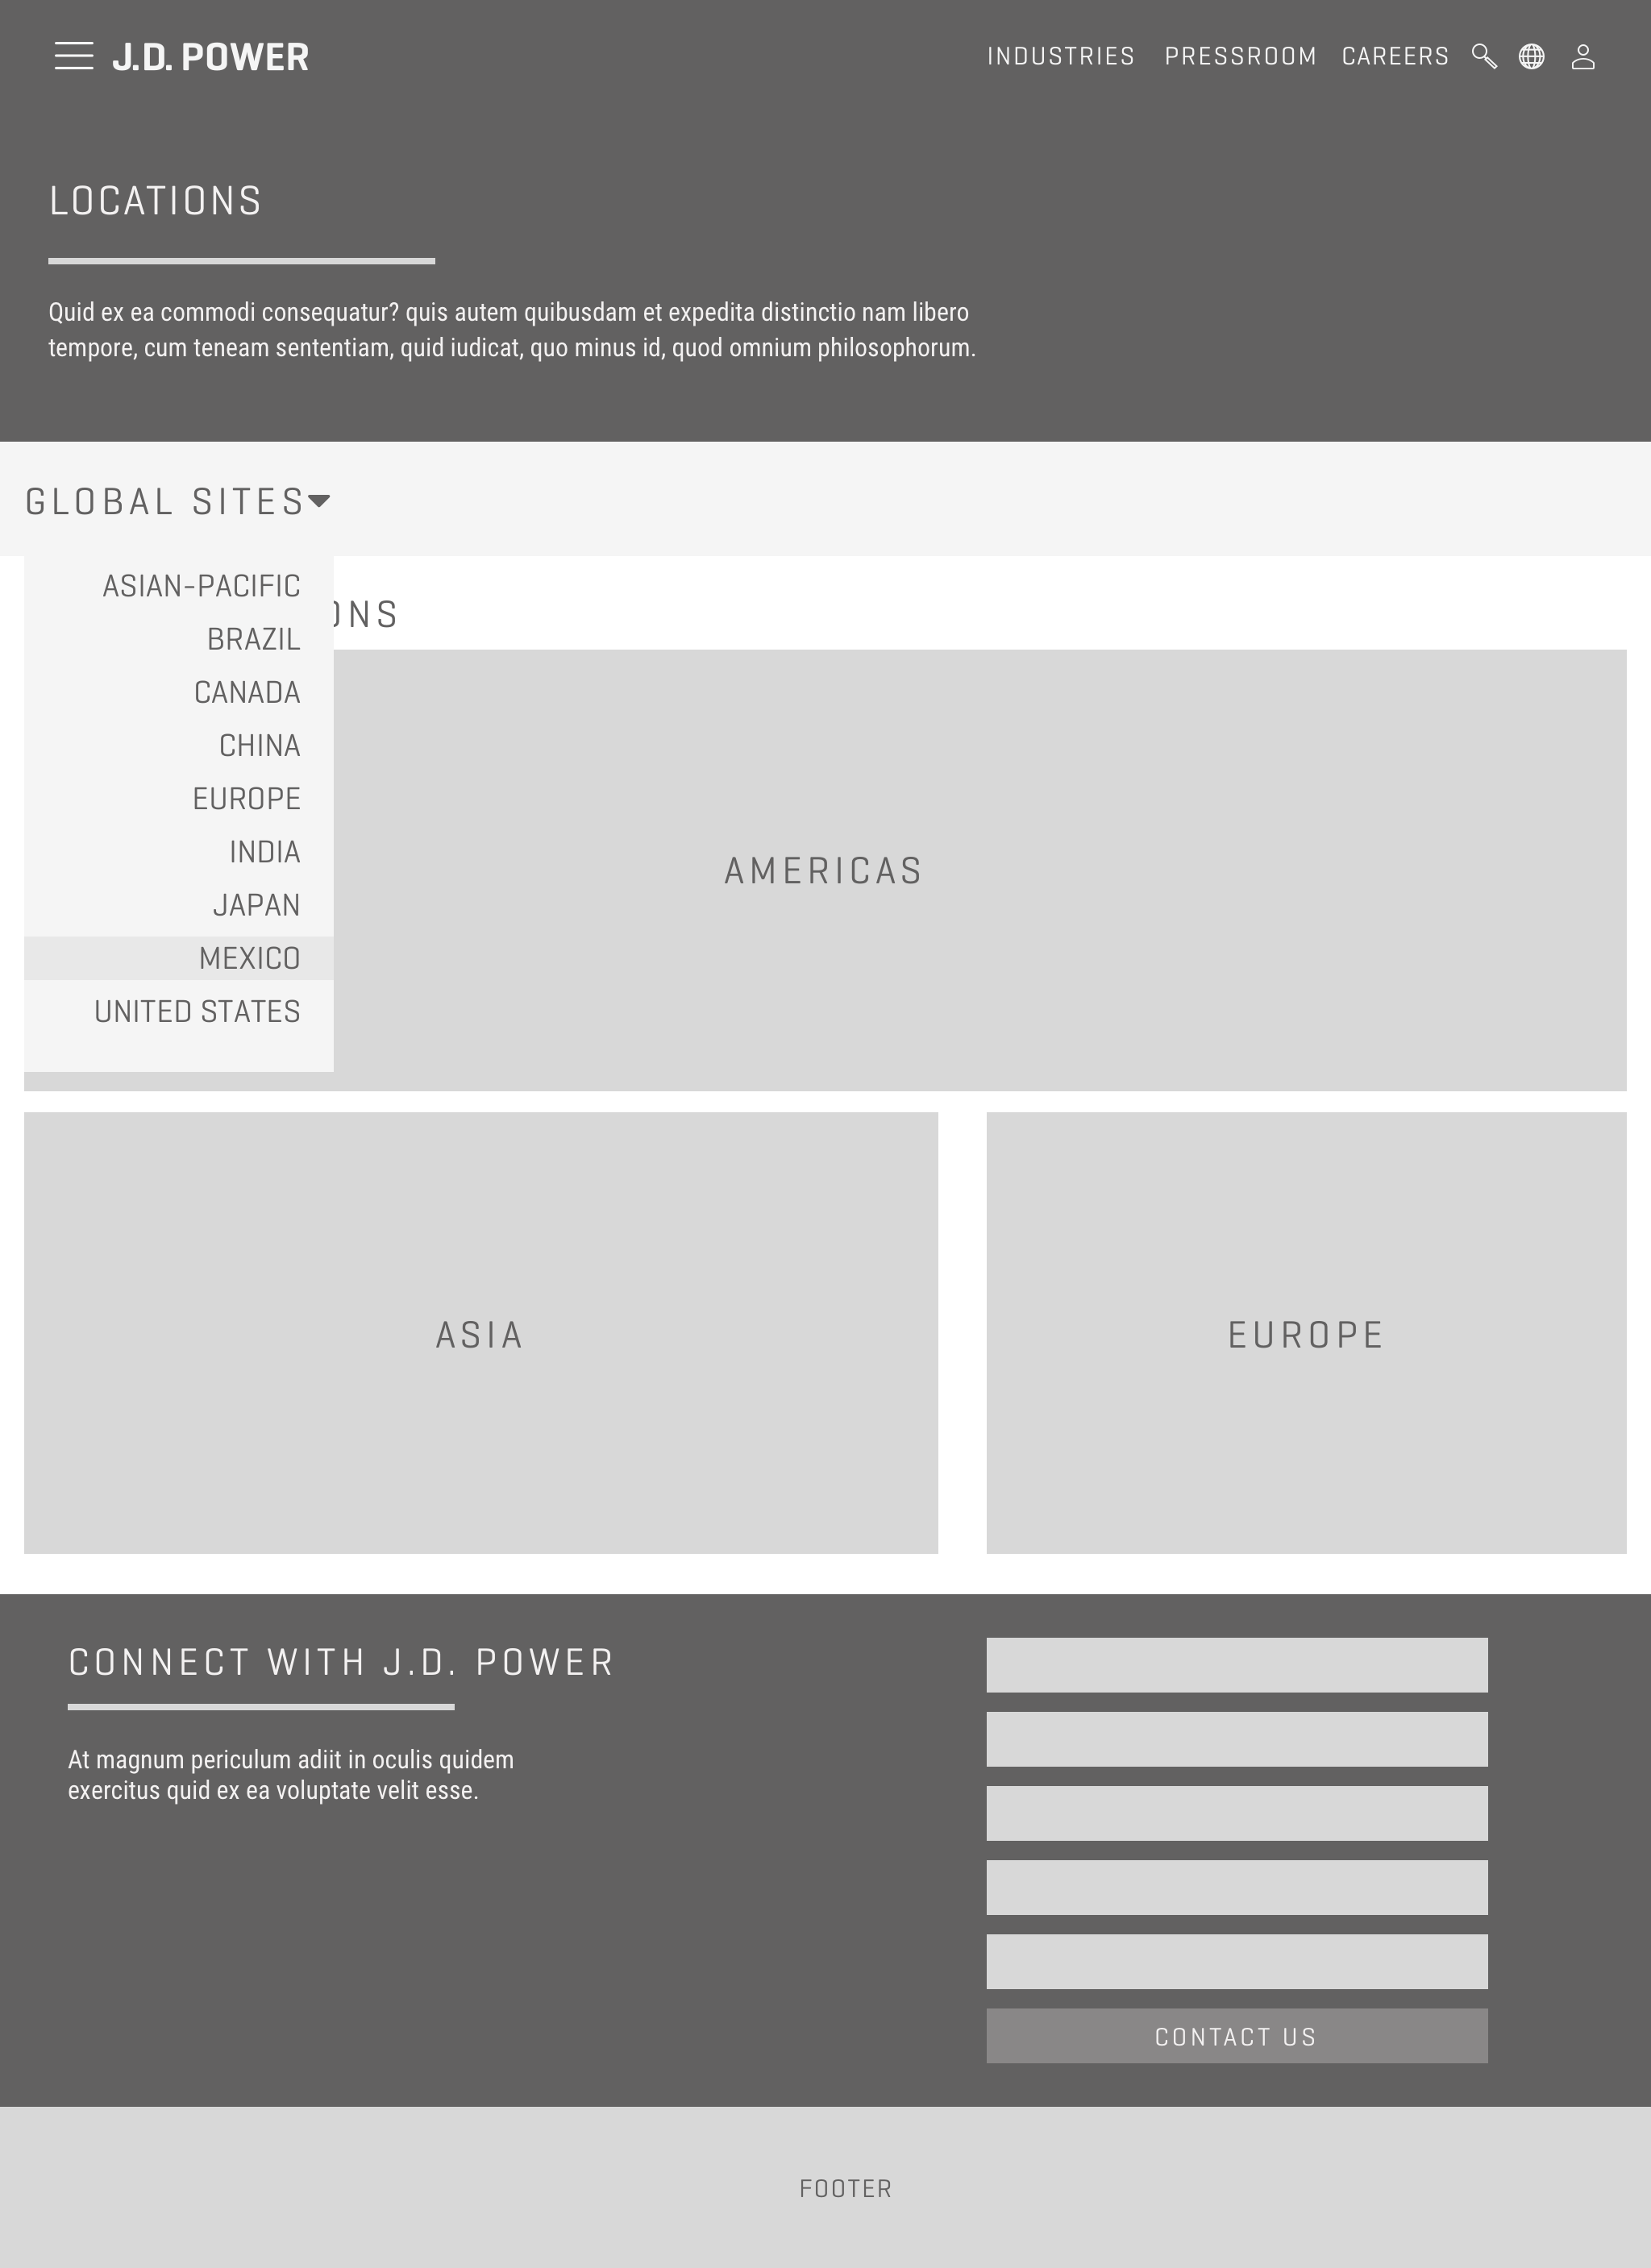 J.D. POWER
INDUSTRIES
PRESSROOM
CAREERS
LOCATIONS
Quid ex ea commodi consequatur? quis autem quibusdam et expedita distinctio nam libero
tempore, cum teneam sententiam, quid iudicat, quo minus id, quod omnium philosophorum.
GLOBAL SITES
ASIAN-PACIFIC
BRAZIL
CANADA
CHINA
EUROPE
INDIA
JAPAN
MEXICO
UNITED STATES
AMERICAS
ASIA
EUROPE
CONNECT WITH J.D. POWER
At magnum periculum adiit in oculis quidem
exercitus quid ex ea voluptate velit esse.
CONTACT US
FOOTER